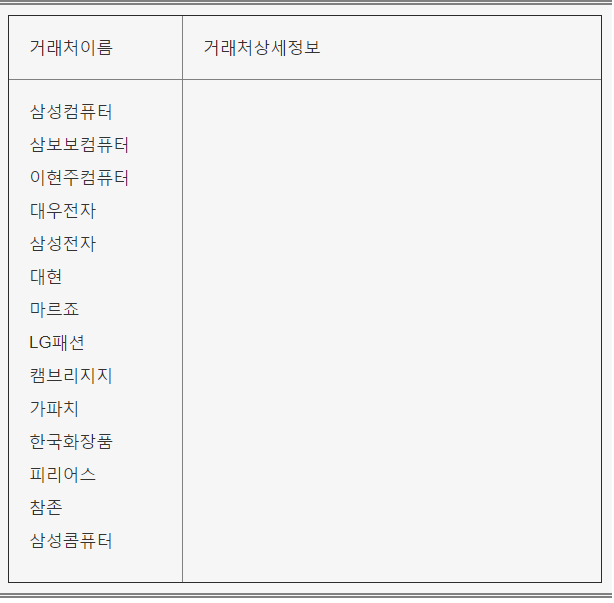 거래처이름 거래처상세정보
삼성컴퓨터
삼보보컴퓨터
이현주컴퓨터
대우전자
삼성전자
대현
마르죠
LG패션
캠브리지지
가파치
한국화장품
피리어스
참존
삼성콤퓨터